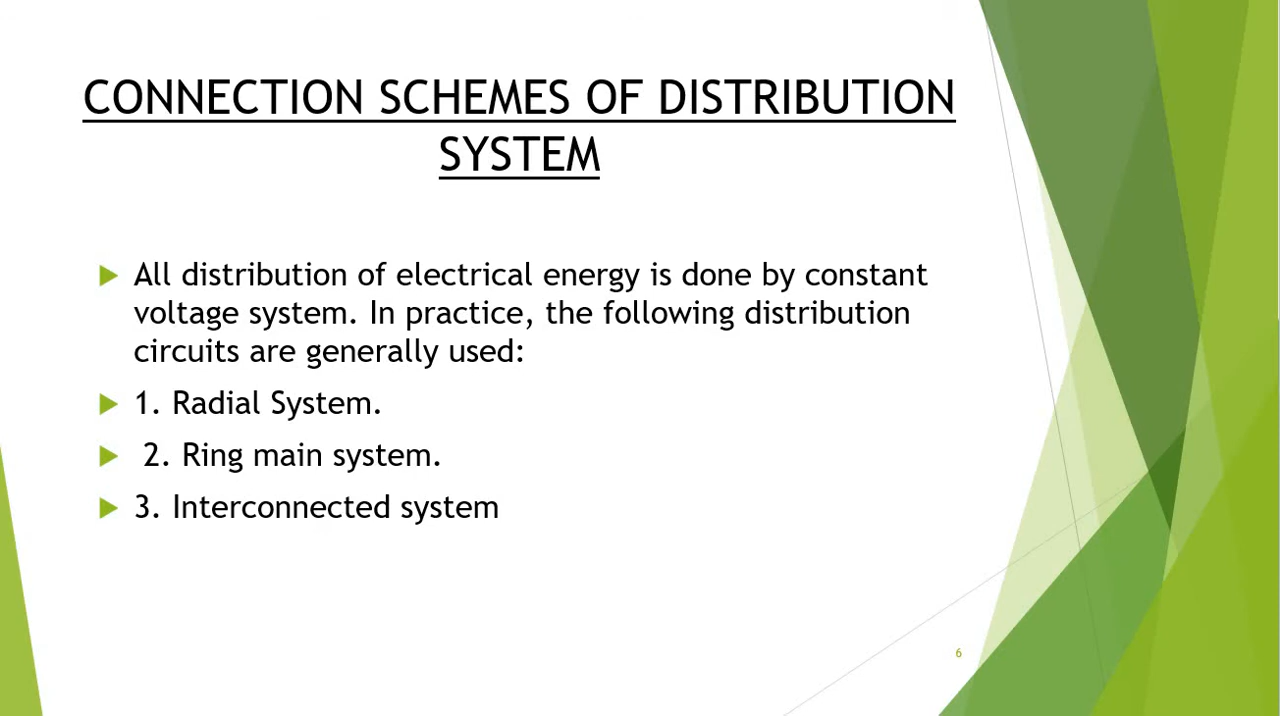 CONNECTION SCHEMES OF DISTRIBUTION
SYSTEM
All distribution of electrical energy is done by constant
voltage system. In practice, the following distribution
circuits are generally used:
1. Radial System.
2. Ring main system.
3. Interconnected system
6